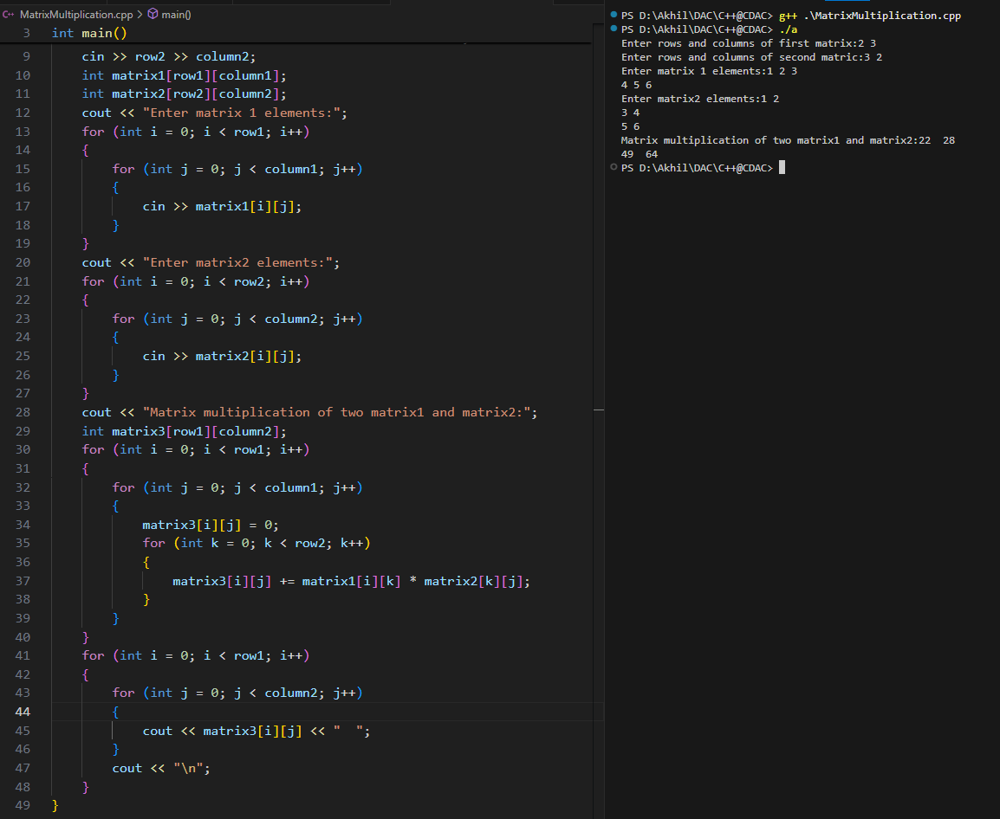 MatrixMultiplication.cpp > main()
3 int main()
9 cin >> row2 >> column2;
10 int matrix1[row1][column1];
11 int matrix2[row2][column2];
12 cout << "Enter matrix 1 elements:";
13 for (int i = 0; i < row1; i++)
14 {
15 for (int j = 0; j < column1; j++)
16 {
17 cin >> matrix1[i][j];
18 }
19 }
20 cout << "Enter matrix2 elements:";
21 for (int i = 0; i < row2; i++)
22 {
23 for (int j = 0; j < column2; j++)
24 {
25 cin >> matrix2[i][j];
26 }
27 }
28 cout << "Matrix multiplication of two matrix1 and matrix2:";
29 int matrix3[row1][column2];
30 for (int i = 0; i < row1; i++)
31 {
32 for (int j = 0; j < column1; j++)
33 {
34 matrix3[i][j] = 0;
35 for (int k = 0; k < row2; k++)
36 {
37 matrix3[i][j] += matrix1[i][k] * matrix2[k][j];
38 }
39 }
40 }
41 for (int i = 0; i < row1; i++)
42 {
43 for (int j = 0; j < column2; j++)
44 {
45 cout << matrix3[i][j] << "  ";
46 }
47 cout << "\n";
48 }
49 }
PS D:\Akhil\DAC\C++@CDAC> g++ .\MatrixMultiplication.cpp
PS D:\Akhil\DAC\C++@CDAC> ./a
Enter rows and columns of first matrix:2 3
Enter rows and columns of second matric:3 2
Enter matrix 1 elements:1 2 3
4 5 6
Enter matrix2 elements:1 2
3 4
5 6
Matrix multiplication of two matrix1 and matrix2:22  28
49  64
PS D:\Akhil\DAC\C++@CDAC>